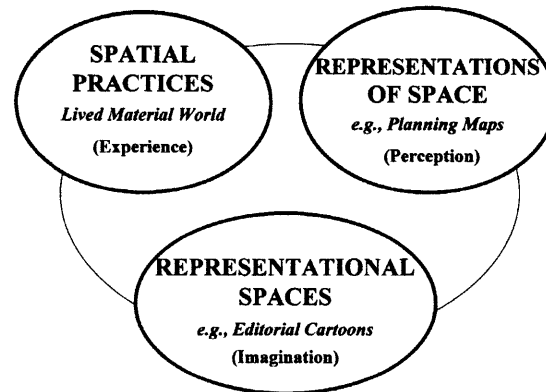 SPATIAL
PRACTICES
Lived Material World
(Experience)
REPRESENTATIONS
OF SPACE
e.g., Planning Maps
(Perception)
REPRESENTATIONAL
SPACES
e.g., Editorial Cartoons
(Imagination)